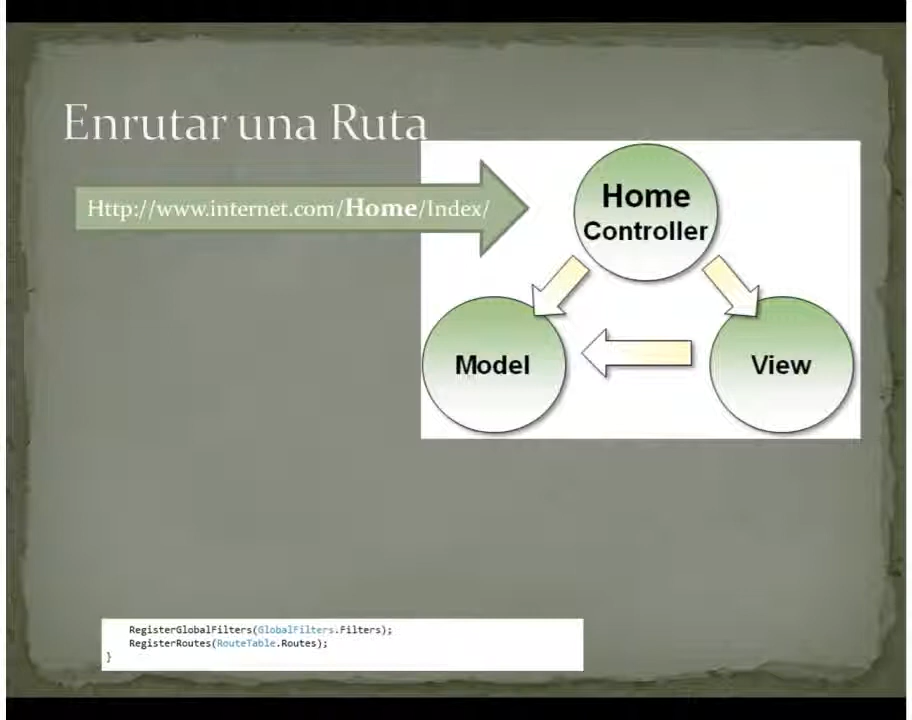 Enrutar una Ruta
Http://www.internet.com/Home/Index/
Home
Controller
Model
View
RegisterGlobalFilters(GlobalFilters.Filters);
RegisterRoutes(RouteTable.Routes);
}